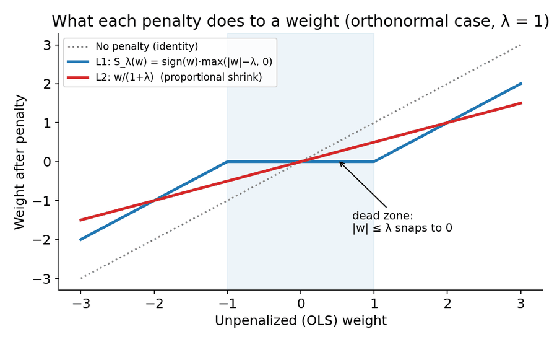 What each penalty does to a weight (orthonormal case, λ = 1)
3
2
1
0
−1
−2
−3
Weight after penalty
No penalty (identity)
L1: S_λ(w) = sign(w)·max(|w|−λ, 0)
L2: w/(1+λ)  (proportional shrink)
dead zone:
|w| ≤ λ snaps to 0
−3 −2 −1 0 1 2 3
Unpenalized (OLS) weight